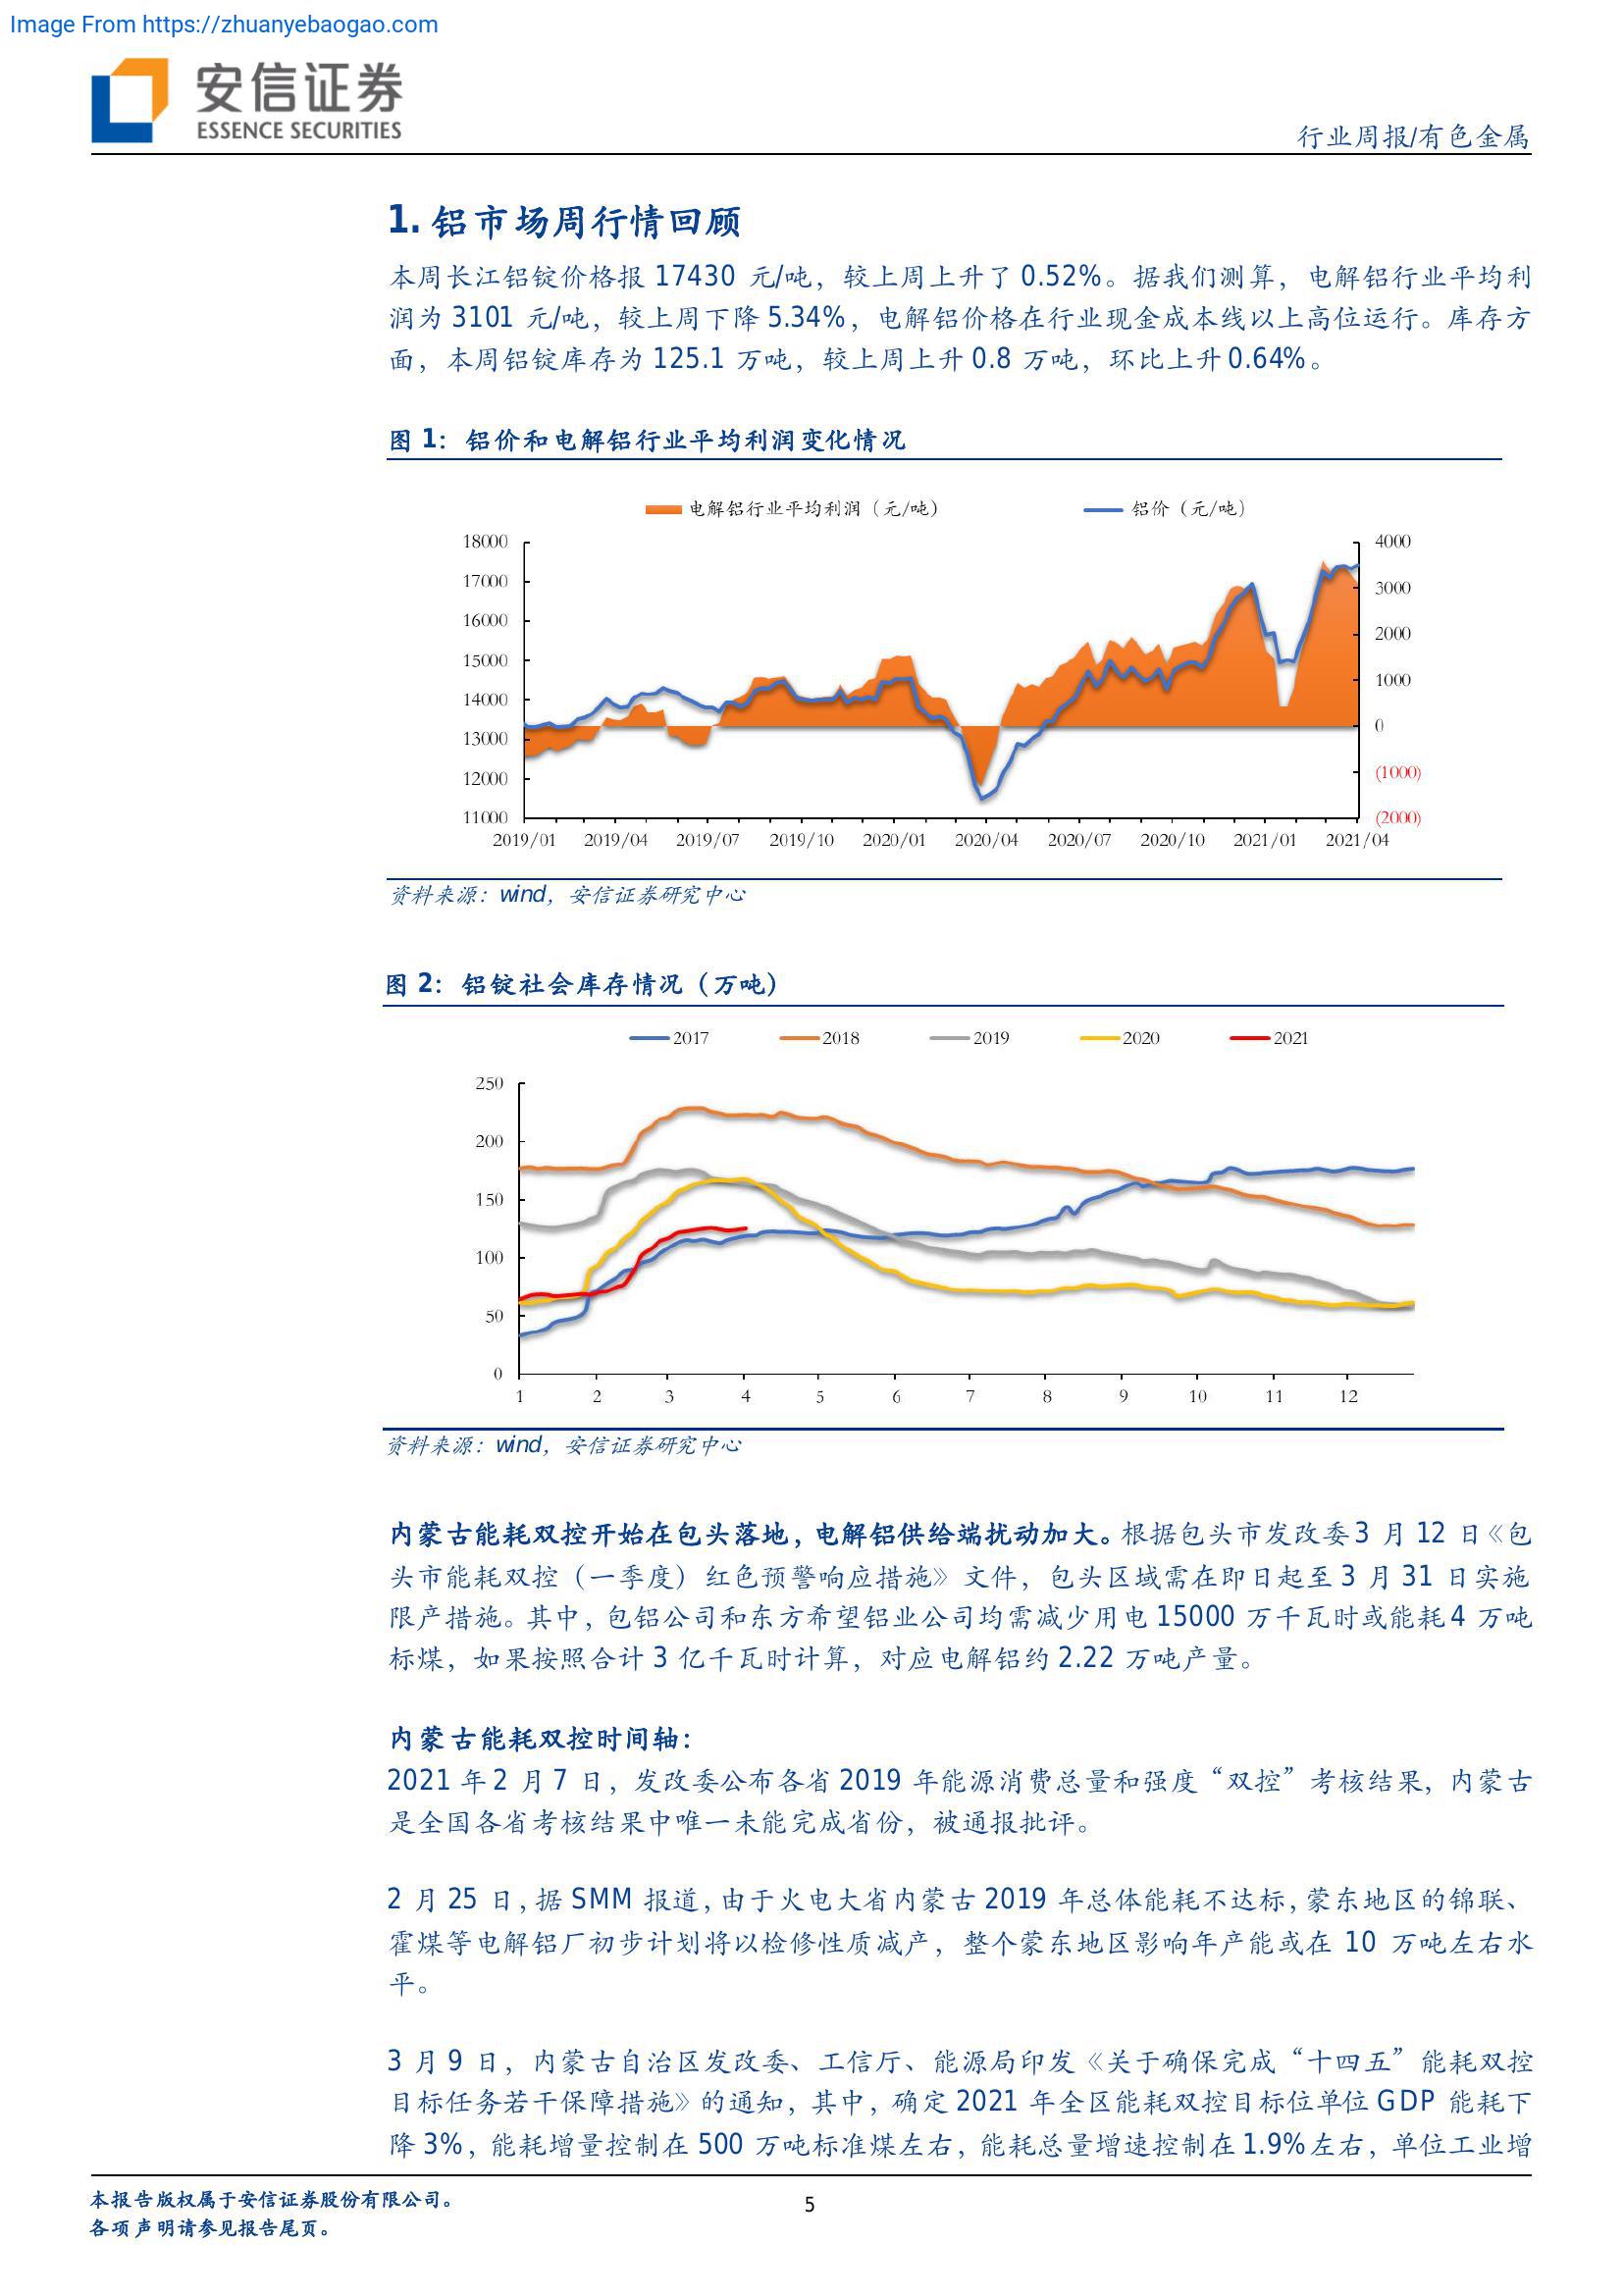 Image From https://zhuanyebaogao.com
安信证券
ESSENCE SECURITIES
行业周报/有色金属
1. 铝市场周行情回顾
本周长江铝锭价格报 17430 元/吨，较上周上升了 0.52%。据我们测算，电解铝行业平均利
润为 3101 元/吨，较上周下降 5.34%，电解铝价格在行业现金成本线以上高位运行。库存方
面，本周铝锭库存为 125.1 万吨，较上周上升 0.8 万吨，环比上升 0.64%。
图 1：铝价和电解铝行业平均利润变化情况
电解铝行业平均利润（元/吨） 铝价（元/吨）
18000 4000
17000 3000
16000 2000
15000 1000
14000 0
13000 (1000)
12000 (2000)
11000
2019/01 2019/04 2019/07 2019/10 2020/01 2020/04 2020/07 2020/10 2021/01 2021/04
资料来源：wind，安信证券研究中心
图 2：铝锭社会库存情况（万吨）
2017 2018 2019 2020 2021
250
200
150
100
50
0
1 2 3 4 5 6 7 8 9 10 11 12
资料来源：wind，安信证券研究中心
内蒙古能耗双控开始在包头落地，电解铝供给端扰动加大。根据包头市发改委 3 月 12 日《包
头市能耗双控（一季度）红色预警响应措施》文件，包头区域需在即日起至 3 月 31 日实施
限产措施。其中，包铝公司和东方希望铝业公司均需减少用电 15000 万千瓦时或能耗 4 万吨
标煤，如果按照合计 3 亿千瓦时计算，对应电解铝约 2.22 万吨产量。
内蒙古能耗双控时间轴：
2021 年 2 月 7 日，发改委公布各省 2019 年能源消费总量和强度“双控”考核结果，内蒙古
是全国各省考核结果中唯一未能完成省份，被通报批评。
2 月 25 日，据 SMM 报道，由于火电大省内蒙古 2019 年总体能耗不达标，蒙东地区的锦联、
霍煤等电解铝厂初步计划将以检修性质减产，整个蒙东地区影响年产能或在 10 万吨左右水
平。
3 月 9 日，内蒙古自治区发改委、工信厅、能源局印发《关于确保完成“十四五”能耗双控
目标任务若干保障措施》的通知，其中，确定 2021 年全区能耗双控目标位单位 GDP 能耗下
降 3%，能耗增量控制在 500 万吨标准煤左右，能耗总量增速控制在 1.9%左右，单位工业增
本报告版权属于安信证券股份有限公司。
5
各项声明请参见报告尾页。